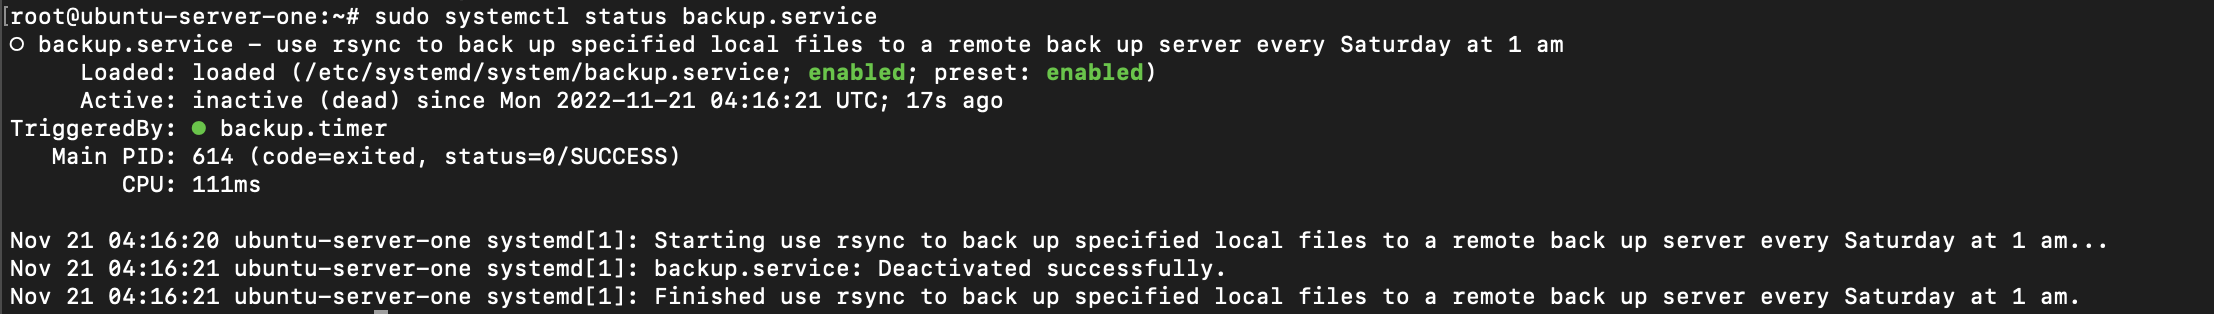 [root@ubuntu-server-one:~# sudo systemctl status backup.service
○ backup.service - use rsync to back up specified local files to a remote back up server every Saturday at 1 am
     Loaded: loaded (/etc/systemd/system/backup.service; enabled; preset: enabled)
     Active: inactive (dead) since Mon 2022-11-21 04:16:21 UTC; 17s ago
TriggeredBy: ● backup.timer
   Main PID: 614 (code=exited, status=0/SUCCESS)
        CPU: 111ms

Nov 21 04:16:20 ubuntu-server-one systemd[1]: Starting use rsync to back up specified local files to a remote back up server every Saturday at 1 am...
Nov 21 04:16:21 ubuntu-server-one systemd[1]: backup.service: Deactivated successfully.
Nov 21 04:16:21 ubuntu-server-one systemd[1]: Finished use rsync to back up specified local files to a remote back up server every Saturday at 1 am.